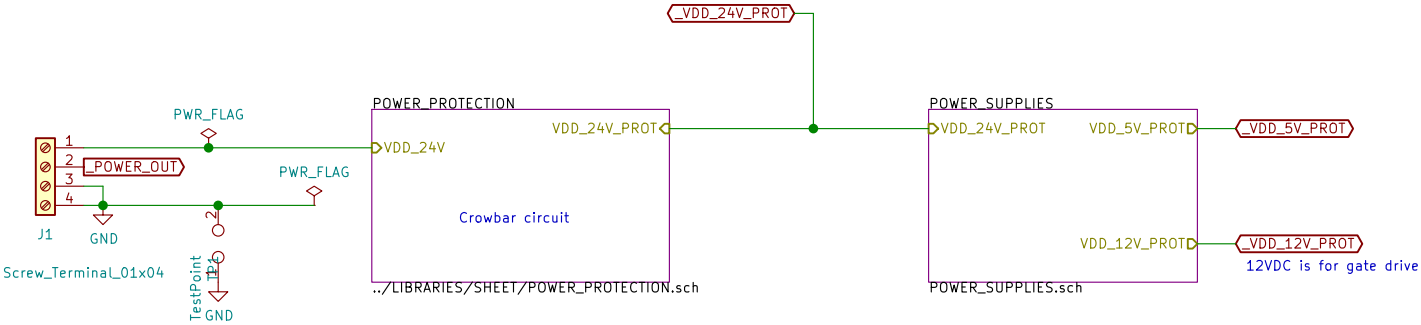 _VDD_24V_PROT
POWER_PROTECTION
POWER_SUPPLIES
PWR_FLAG
VDD_24V_PROT
VDD_24V_PROT
VDD_5V_PROT
_VDD_5V_PROT
1
VDD_24V
2
_POWER_OUT
3
PWR_FLAG
4
2
Crowbar circuit
J1
GND
VDD_12V_PROT
_VDD_12V_PROT
12VDC is for gate drive
Screw_Terminal_01x04
1
TP1
TestPoint
GND
../LIBRARIES/SHEET/POWER_PROTECTION.sch
POWER_SUPPLIES.sch